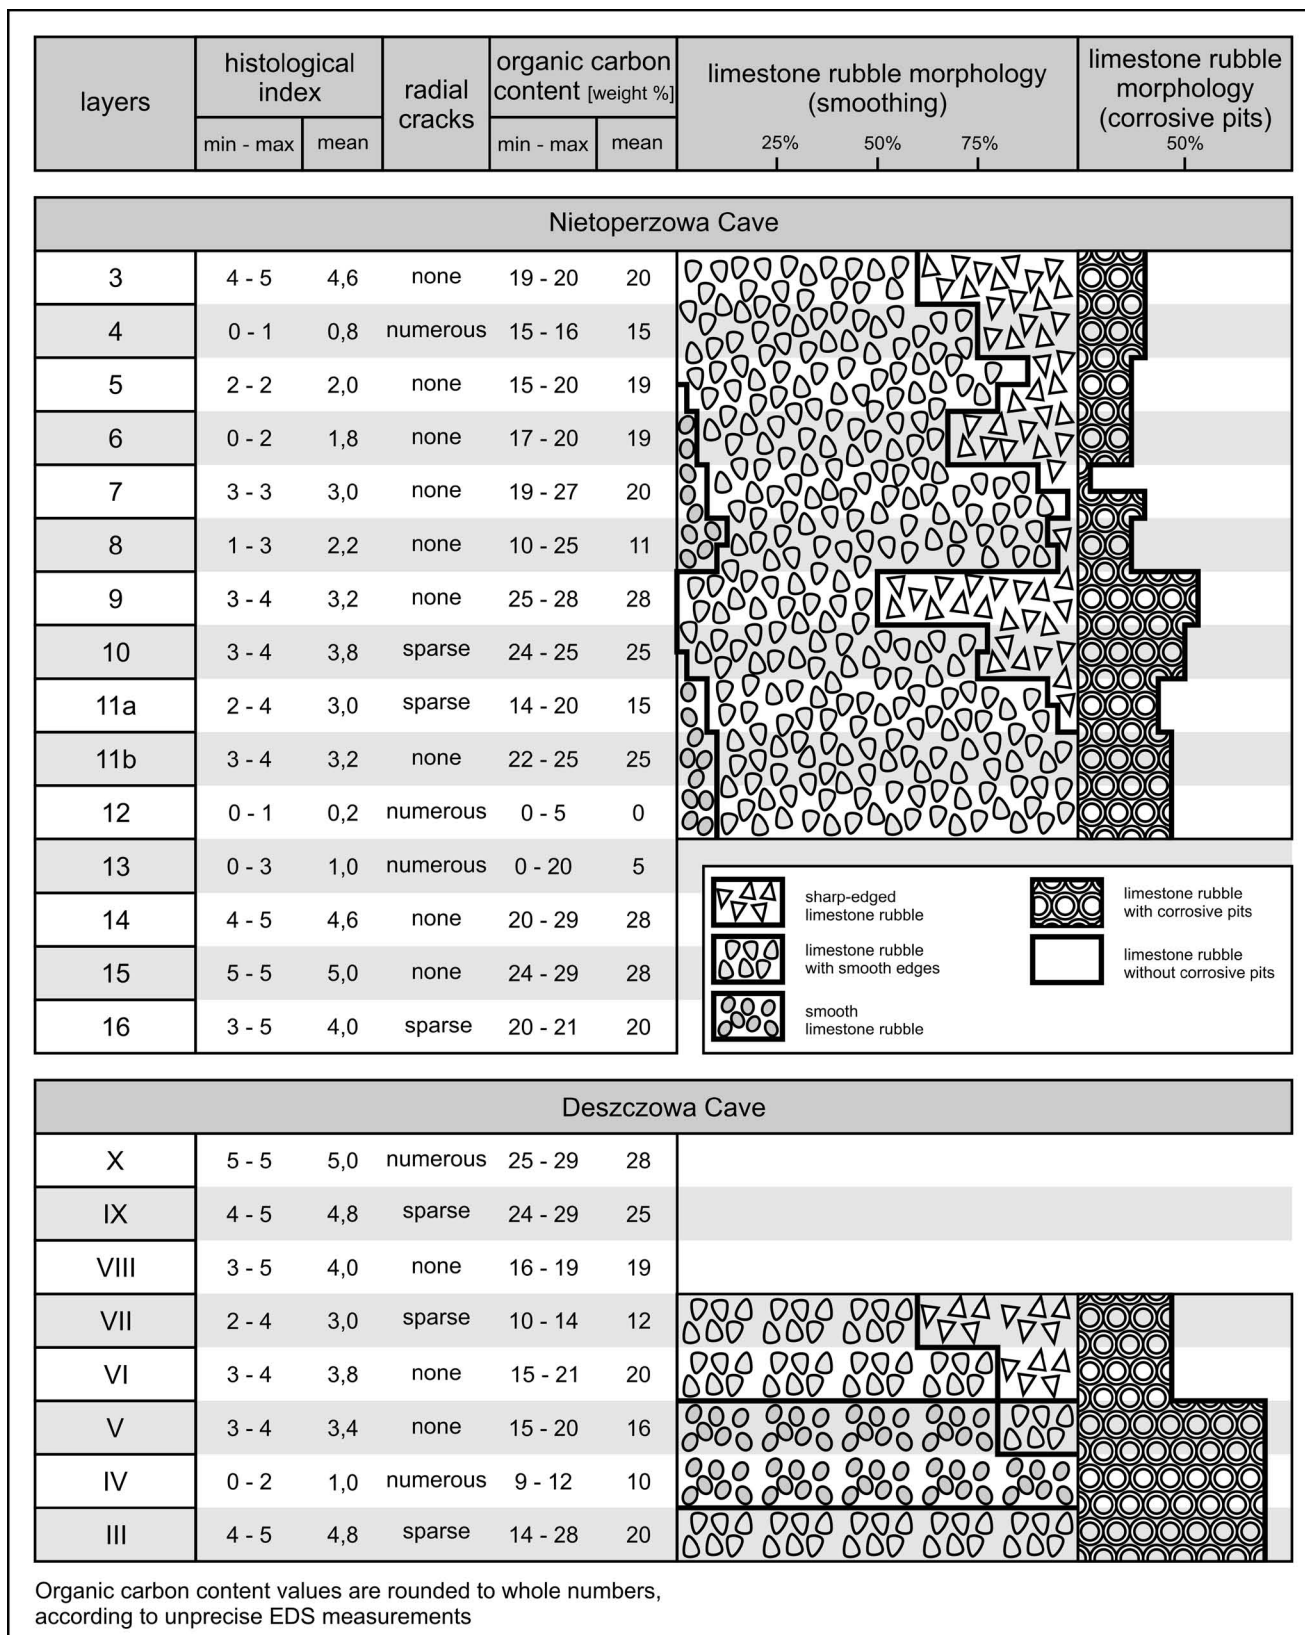 layers
histological
index
min - max mean
radial
cracks
organic carbon
content [weight %]
min - max mean
limestone rubble morphology
(smoothing)
25% 50% 75%
limestone rubble
morphology
(corrosive pits)
50%
Nietoperzowa Cave
3 4 - 5 4,6 none 19 - 20 20
4 0 - 1 0,8 numerous 15 - 16 15
5 2 - 2 2,0 none 15 - 20 19
6 0 - 2 1,8 none 17 - 20 19
7 3 - 3 3,0 none 19 - 27 20
8 1 - 3 2,2 none 10 - 25 11
9 3 - 4 3,2 none 25 - 28 28
10 3 - 4 3,8 sparse 24 - 25 25
11a 2 - 4 3,0 sparse 14 - 20 15
11b 3 - 4 3,2 none 22 - 25 25
12 0 - 1 0,2 numerous 0 - 5 0
13 0 - 3 1,0 numerous 0 - 20 5
14 4 - 5 4,6 none 20 - 29 28
15 5 - 5 5,0 none 24 - 29 28
16 3 - 5 4,0 sparse 20 - 21 20
sharp-edged
limestone rubble
limestone rubble
with smooth edges
smooth
limestone rubble
limestone rubble
with corrosive pits
limestone rubble
without corrosive pits
Deszczowa Cave
X 5 - 5 5,0 numerous 25 - 29 28
IX 4 - 5 4,8 sparse 24 - 29 25
VIII 3 - 5 4,0 none 16 - 19 19
VII 2 - 4 3,0 sparse 10 - 14 12
VI 3 - 4 3,8 none 15 - 21 20
V 3 - 4 3,4 none 15 - 20 16
IV 0 - 2 1,0 numerous 9 - 12 10
III 4 - 5 4,8 sparse 14 - 28 20
Organic carbon content values are rounded to whole numbers,
according to unprecise EDS measurements